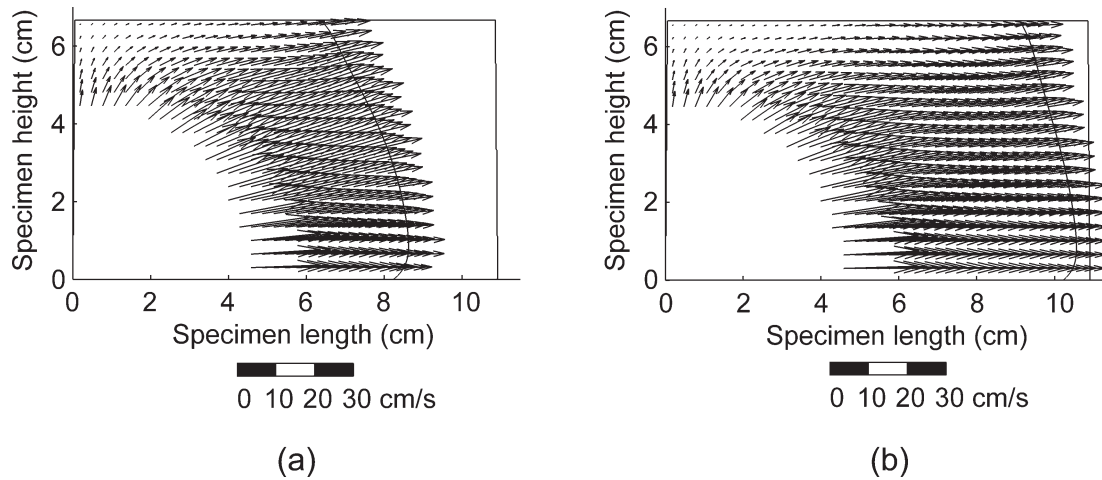 Specimen height (cm)
6
4
2
0
0 2 4 6 8 10
Specimen length (cm)
0 10 20 30 cm/s
(a)
Specimen height (cm)
6
4
2
0
0 2 4 6 8 10
Specimen length (cm)
0 10 20 30 cm/s
(b)